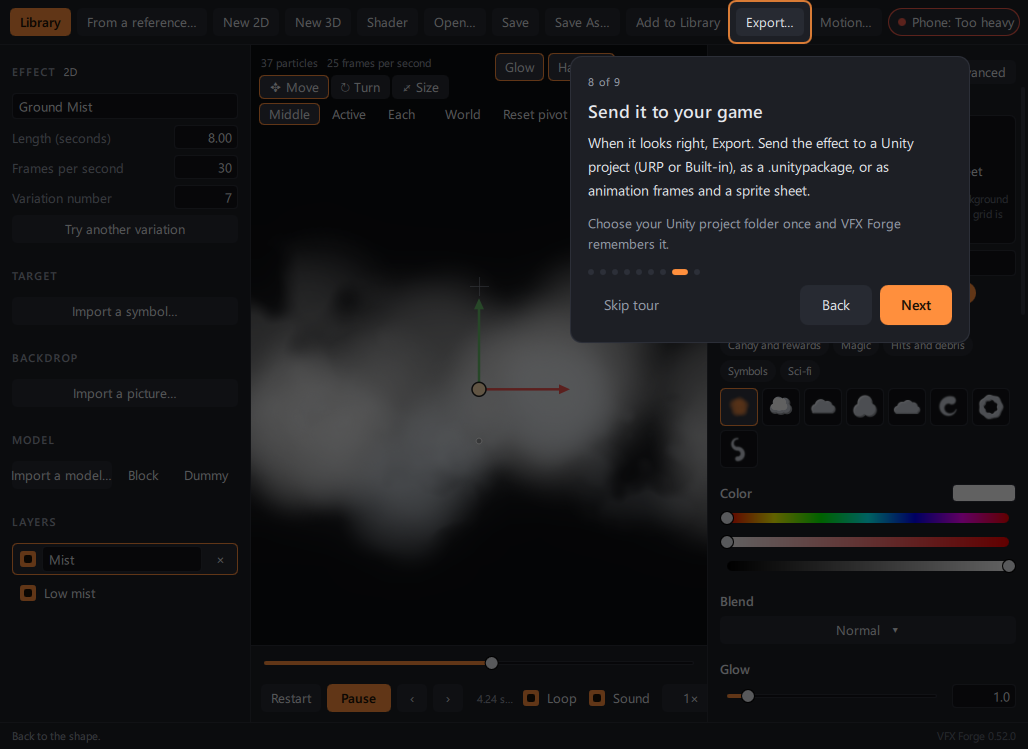 Library From a reference... New 2D New 3D Shader Open... Save Save As... Add to Library Export... Motion... Phone: Too heavy
EFFECT 2D
Ground Mist
Length (seconds) 8.00
Frames per second 30
Variation number 7
Try another variation
TARGET
Import a symbol...
BACKDROP
Import a picture...
MODEL
Import a model... Block Dummy
LAYERS
Mist ×
Low mist
37 particles 25 frames per second
Glow
Move Turn Size
Middle Active Each World Reset pivot
8 of 9
Send it to your game
When it looks right, Export. Send the effect to a Unity
project (URP or Built-in), as a .unitypackage, or as
animation frames and a sprite sheet.
Choose your Unity project folder once and VFX Forge
remembers it.
Skip tour Back Next
grid is
Candy and rewards Magic Hits and debris
Symbols Sci-fi
Color
Blend
Normal
Glow
1.0
Restart Pause ‹ › 4.24 s... Loop Sound 1×
Back to the shape. VFX Forge 0.52.0